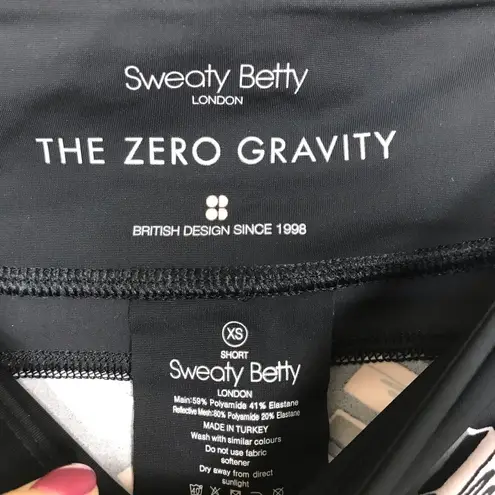 Sweaty Betty
LONDON
THE ZERO GRAVITY
BRITISH DESIGN SINCE 1998
XS
SHORT
Sweaty Betty
LONDON
Main:59% Polyamide 41% Elastane
Reflective Mesh:80% Polyamide 20% Elastane
MADE IN TURKEY
Wash with similar colours
Do not use fabric
softener
Dry away from direct
sunlight
40